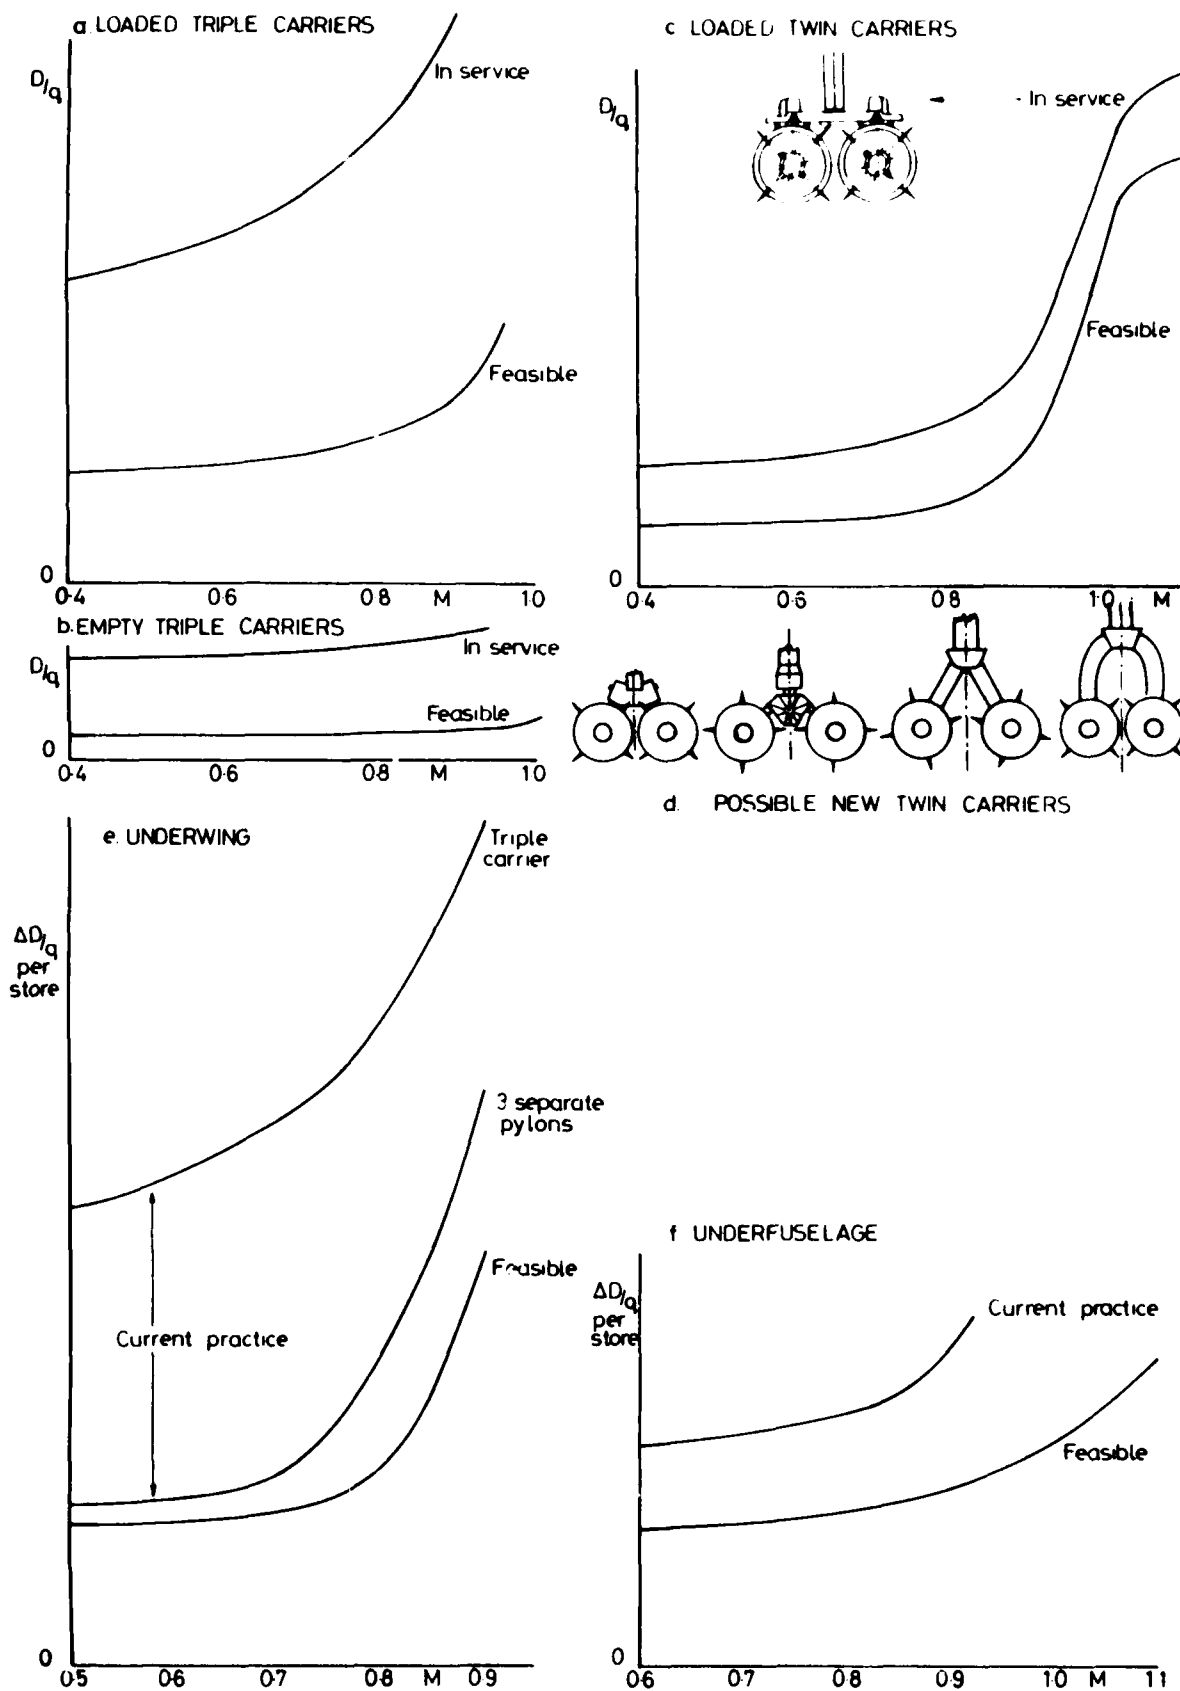 a. LOADED TRIPLE CARRIERS
D/q
In service
Feasible
0
0·4 0·6 0·8 M 1·0
b. EMPTY TRIPLE CARRIERS
D/q
In service
Feasible
0
0·4 0·6 0·8 M 1·0
c LOADED TWIN CARRIERS
D/q
In service
Feasible
0
0·4 0·6 0·8 1·0 M
d. POSSIBLE NEW TWIN CARRIERS
e. UNDERWING
Triple
carrier
ΔD/q
per
store
3 separate
pylons
Feasible
Current practice
0
0·5 0·6 0·7 0·8 M 0·9
f UNDERFUSELAGE
ΔD/q
per
store
Current practice
Feasible
0
0·6 0·7 0·8 0·9 1·0 M 1·1